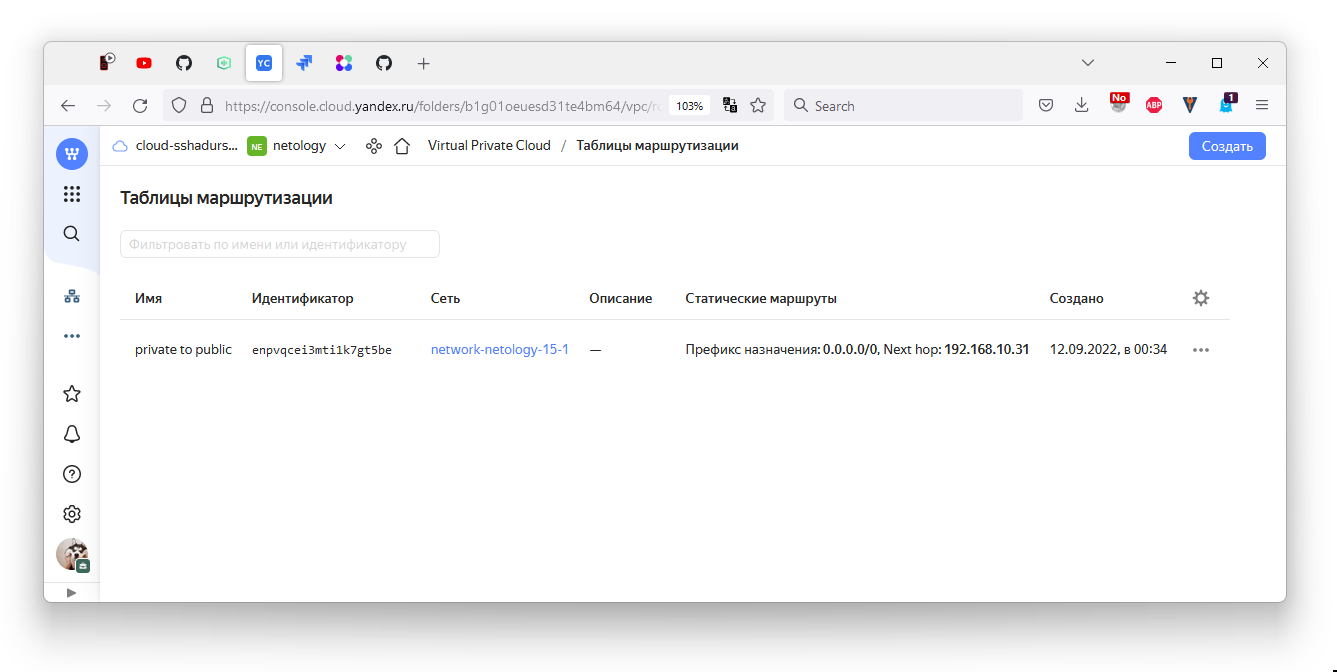 YC
https://console.cloud.yandex.ru/folders/b1g01oeuesd31te4bm64/vpc/
103%
Search
No
ABP
1
cloud-sshadurs...
NE
netology
Virtual Private Cloud / Таблицы маршрутизации
Создать
Таблицы маршрутизации
Фильтровать по имени или идентификатору
Имя Идентификатор Сеть Описание Статические маршруты Создано
private to public enpvqcei3mti1k7gt5be network-netology-15-1 — Префикс назначения: 0.0.0.0/0, Next hop: 192.168.10.31 12.09.2022, в 00:34